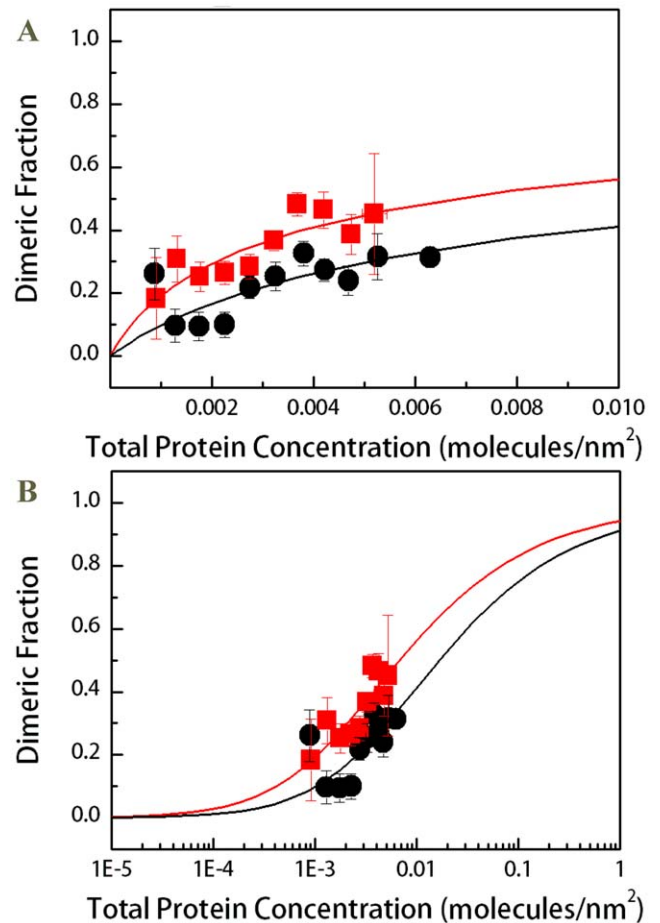 A
1.0
0.8
0.6
0.4
0.2
0.0
Dimeric Fraction
0.002 0.004 0.006 0.008 0.010
Total Protein Concentration (molecules/nm²)
B
1.0
0.8
0.6
0.4
0.2
0.0
Dimeric Fraction
1E-5 1E-4 1E-3 0.01 0.1 1
Total Protein Concentration (molecules/nm²)